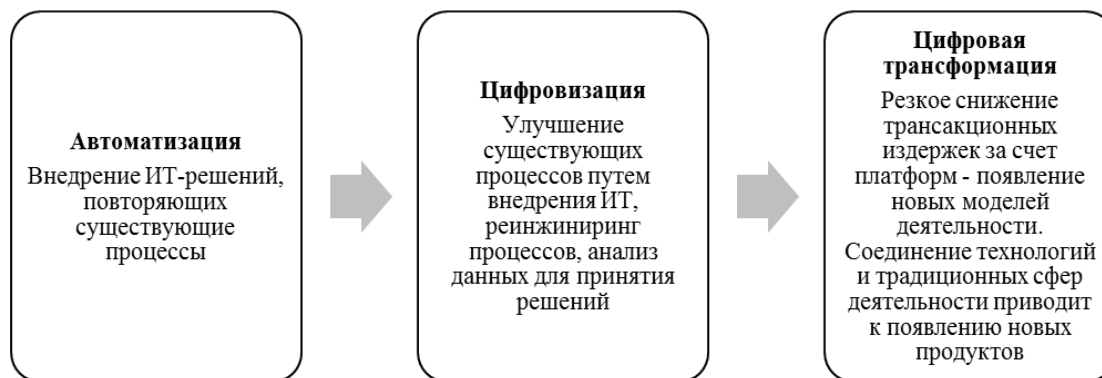 Автоматизация
Внедрение ИТ-решений,
повторяющих
существующие
процессы
Цифровизация
Улучшение
существующих
процессов путем
внедрения ИТ,
реинжиниринг
процессов, анализ
данных для принятия
решений
Цифровая
трансформация
Резкое снижение
трансакционных
издержек за счет
платформ - появление
новых моделей
деятельности.
Соединение технологий
и традиционных сфер
деятельности приводит
к появлению новых
продуктов